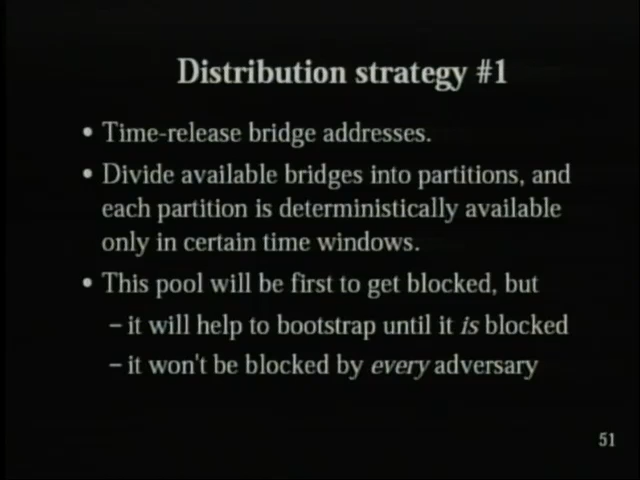 Distribution strategy #1
• Time-release bridge addresses.
• Divide available bridges into partitions, and
each partition is deterministically available
only in certain time windows.
• This pool will be first to get blocked, but
– it will help to bootstrap until it is blocked
– it won't be blocked by every adversary
51